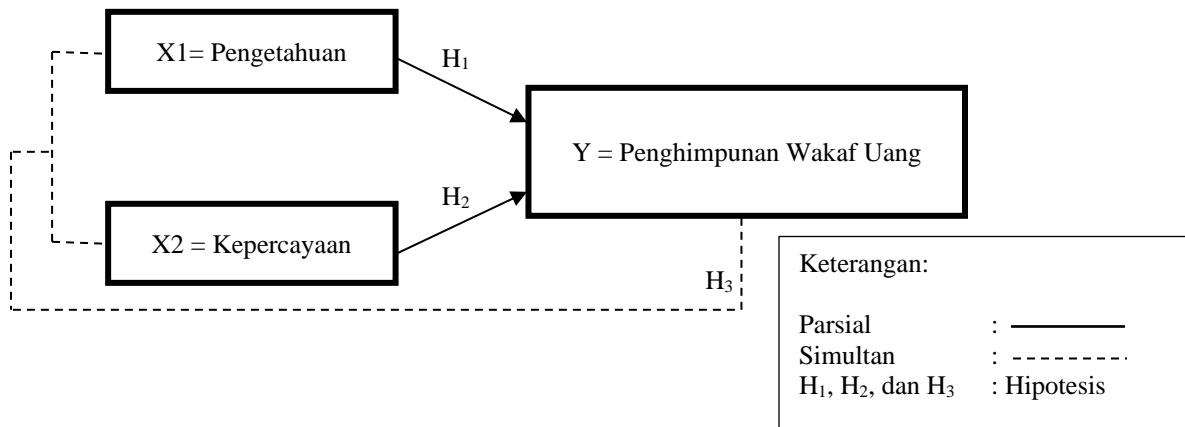 X1= Pengetahuan
H₁
Y = Penghimpunan Wakaf Uang
X2 = Kepercayaan
H₂
H₃
Keterangan:
Parsial :
Simultan :
H₁, H₂, dan H₃ : Hipotesis